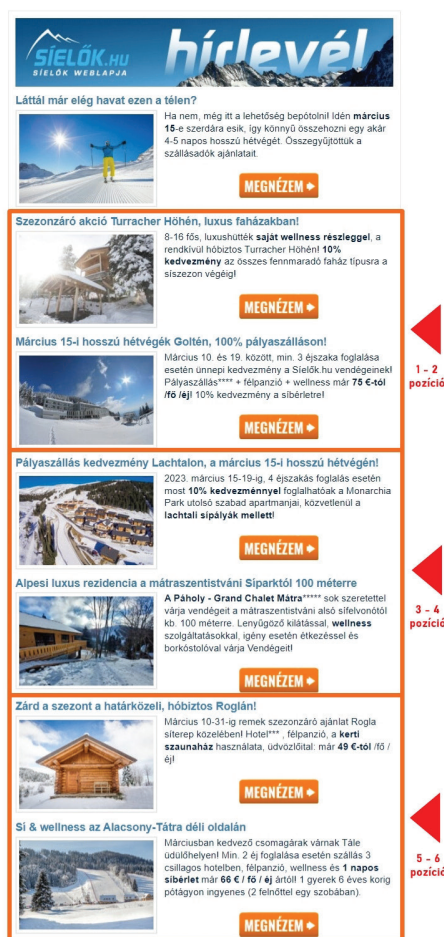 SÍELŐK.HU
SÍELŐK WEBLAPJA
hírlevél
Láttál már elég havat ezen a télen?
Ha nem, még itt a lehetőség bepótolni! Idén március
15-e szerdára esik, így könnyű összehozni egy akár
4-5 napos hosszú hétvégét. Összegyűjtöttük a
szállásadók ajánlatait.
MEGNÉZEM
Szezonzáró akció Turracher Höhén, luxus faházakban!
8-16 fős, luxushütték saját wellness részleggel, a
rendkívül hóbiztos Turracher Höhén! 10%
kedvezmény az összes fennmaradó faház típusra a
síszezon végéig!
MEGNÉZEM
1 - 2
pozíció
Március 15-i hosszú hétvégék Goltén, 100% pályaszálláson!
Március 10. és 19. között, min. 3 éjszaka foglalása
esetén ünnepi kedvezmény a Síelők.hu vendégeinek!
Pályaszállás**** + félpanzió + wellness már 75 €-tól
/fő /éj! 10% kedvezmény a síbérletre!
MEGNÉZEM
Pályaszállás kedvezmény Lachtalon, a március 15-i hosszú hétvégén!
2023. március 15-19-ig, 4 éjszakás foglalás esetén
most 10% kedvezménnyel foglalhatóak a Monarchia
Park utolsó szabad apartmanjai, közvetlenül a
lachtali sípályák mellett!
MEGNÉZEM
3 - 4
pozíció
Alpesi luxus rezidencia a mátraszentistváni Síparktól 100 méterre
A Páholy - Grand Chalet Mátra***** sok szeretettel
várja vendégeit a mátraszentistváni alsó sífelvonótól
kb. 100 méterre. Lenyűgöző kilátással, wellness
szolgáltatásokkal, igény esetén étkezéssel és
borkóstolóval várja Vendégeit!
MEGNÉZEM
Zárd a szezont a határközeli, hóbiztos Roglán!
Március 10-31-ig remek szezonzáró ajánlat Rogla
síterep közelében! Hotel*** , félpanzió, a kerti
szaunaház használata, üdvözlőital: már 49 €-tól /fő /
éj!
MEGNÉZEM
5 - 6
pozíció
Sí & wellness az Alacsony-Tátra déli oldalán
Márciusban kedvező csomagárak várnak Tále
üdülőhelyen! Min. 2 éj foglalása esetén szállás 3
csillagos hotelben, félpanzió, wellness és 1 napos
síbérlet már 66 € / fő / éj ártól! 1 gyerek 6 éves korig
pótágyon ingyenes (2 felnőttel egy szobában).
MEGNÉZEM